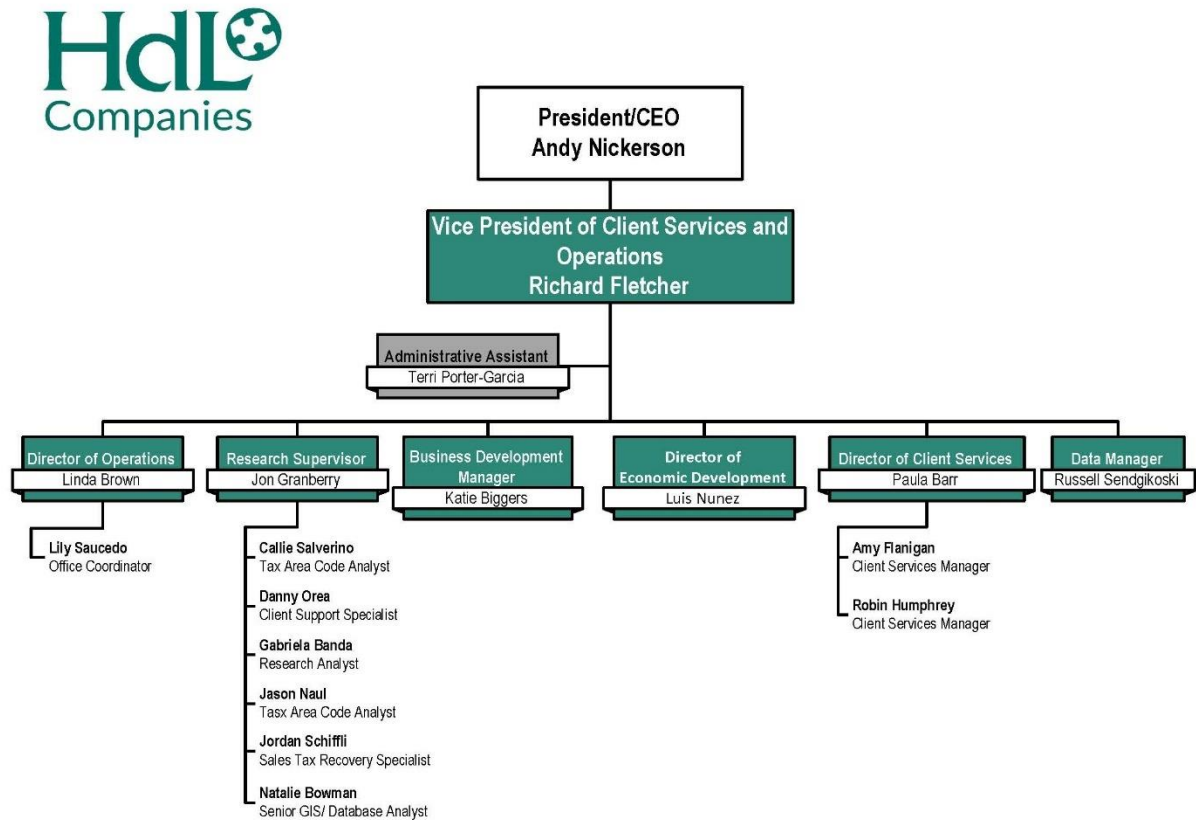 HdL
Companies
President/CEO
Andy Nickerson
Vice President of Client Services and
Operations
Richard Fletcher
Administrative Assistant
Terri Porter-Garcia
Director of Operations
Linda Brown
Lily Saucedo
Office Coordinator
Research Supervisor
Jon Granberry
Callie Salverino
Tax Area Code Analyst
Danny Orea
Client Support Specialist
Gabriela Banda
Research Analyst
Jason Naul
Tasx Area Code Analyst
Jordan Schiffli
Sales Tax Recovery Specialist
Natalie Bowman
Senior GIS/ Database Analyst
Business Development
Manager
Katie Biggers
Director of
Economic Development
Luis Nunez
Director of Client Services
Paula Barr
Amy Flanigan
Client Services Manager
Robin Humphrey
Client Services Manager
Data Manager
Russell Sendgikoski